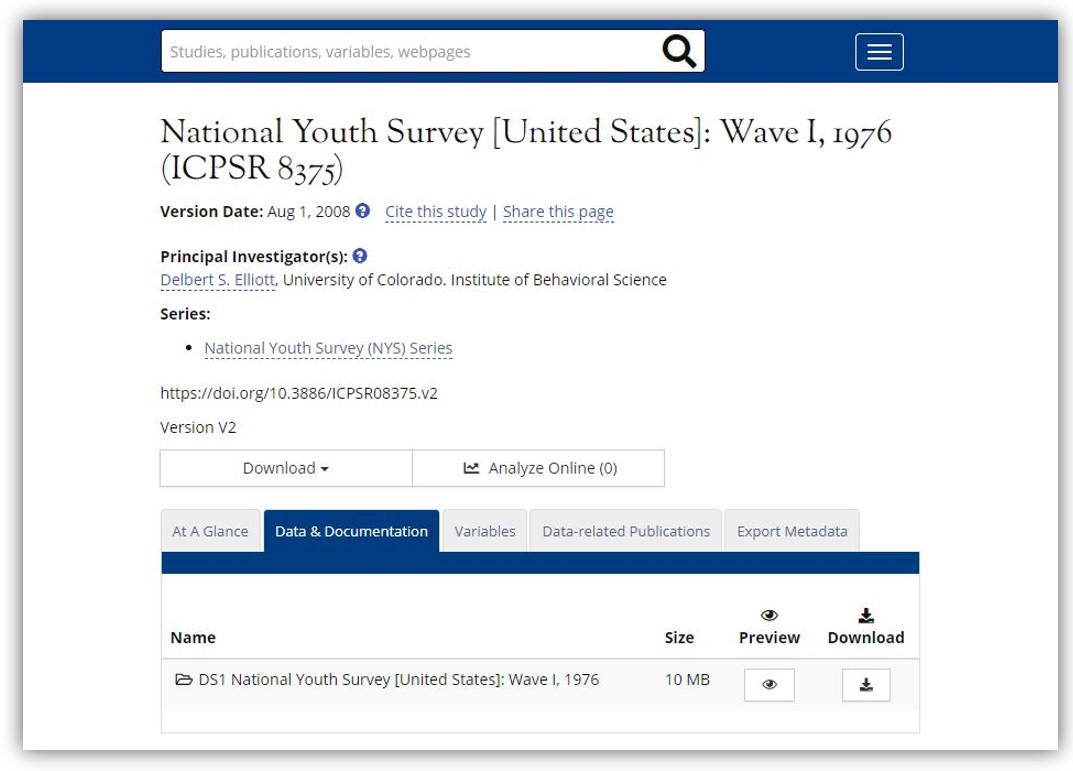 Studies, publications, variables, webpages
National Youth Survey [United States]: Wave I, 1976
(ICPSR 8375)
Version Date: Aug 1, 2008 ? Cite this study | Share this page
Principal Investigator(s): ?
Delbert S. Elliott, University of Colorado. Institute of Behavioral Science
Series:
• National Youth Survey (NYS) Series
https://doi.org/10.3886/ICPSR08375.v2
Version V2
Download Analyze Online (0)
At A Glance Data & Documentation Variables Data-related Publications Export Metadata
Name Size Preview Download
DS1 National Youth Survey [United States]: Wave I, 1976 10 MB